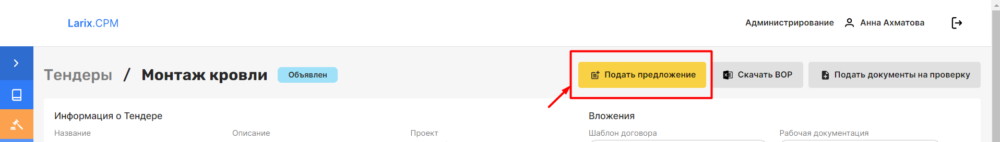 Larix.CPM
Администрирование Анна Ахматова
Тендеры / Монтаж кровли Объявлен Подать предложение Скачать ВОР Подать документы на проверку
Информация о Тендере Вложения
Название Описание Проект Шаблон договора Рабочая документация